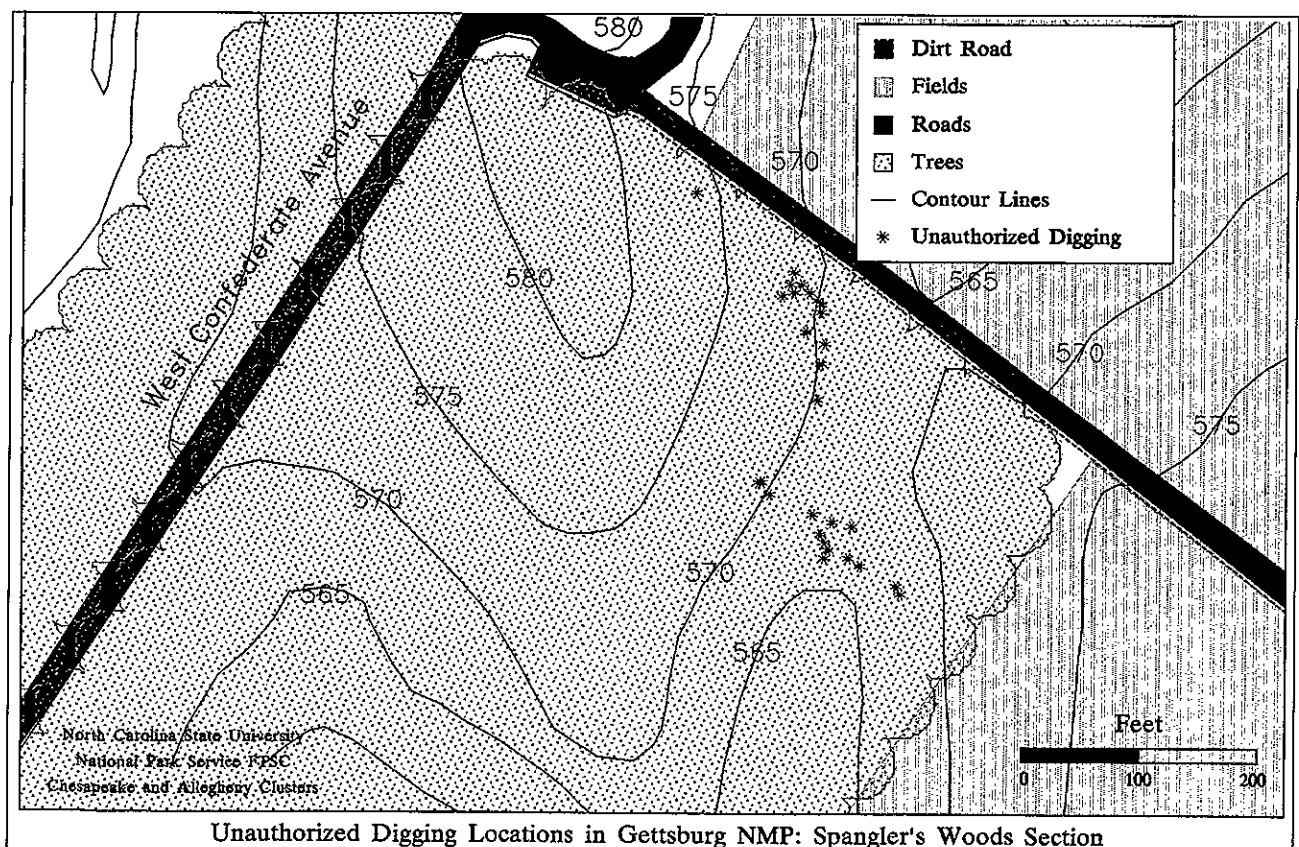 580
Dirt Road
Fields
Roads
Trees
Contour Lines
Unauthorized Digging
575
570
West Confederate Avenue
580
565
570
575
575
570
570
565
565
Feet
0 100 200
North Carolina State University
National Park Service FPSC
Chesapeake and Allegheny Clusters
Unauthorized Digging Locations in Gettsburg NMP: Spangler's Woods Section